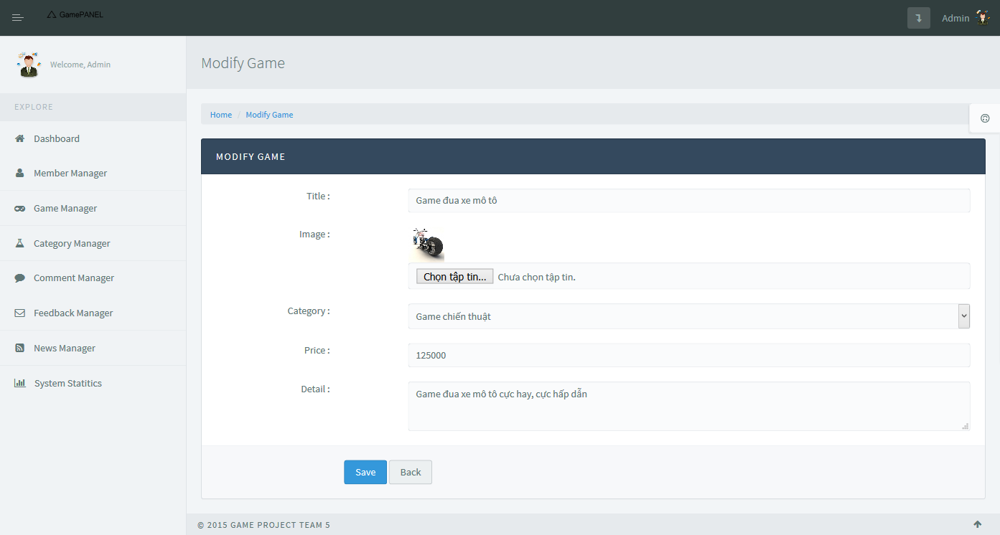 GamePANEL
Admin
Welcome, Admin
EXPLORE
Dashboard
Member Manager
Game Manager
Category Manager
Comment Manager
Feedback Manager
News Manager
System Statitics
Modify Game
Home / Modify Game
MODIFY GAME
Title :
Game đua xe mô tô
Image :
Chọn tập tin... Chưa chọn tập tin.
Category :
Game chiến thuật
Price :
125000
Detail :
Game đua xe mô tô cực hay, cực hấp dẫn
Save Back
© 2015 GAME PROJECT TEAM 5